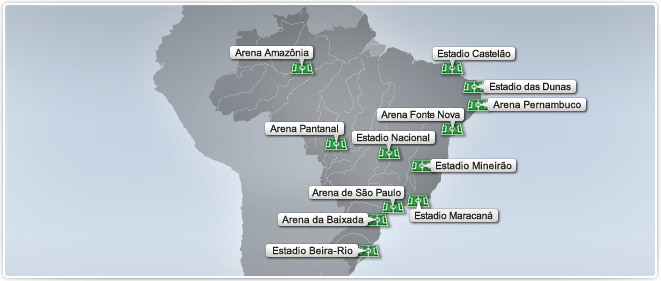 Arena Amazônia
Estadio Castelão
Estadio das Dunas
Arena Pernambuco
Arena Fonte Nova
Arena Pantanal
Estadio Nacional
Estadio Mineirão
Arena de São Paulo
Estadio Maracaná
Arena da Baixada
Estadio Beira-Rio